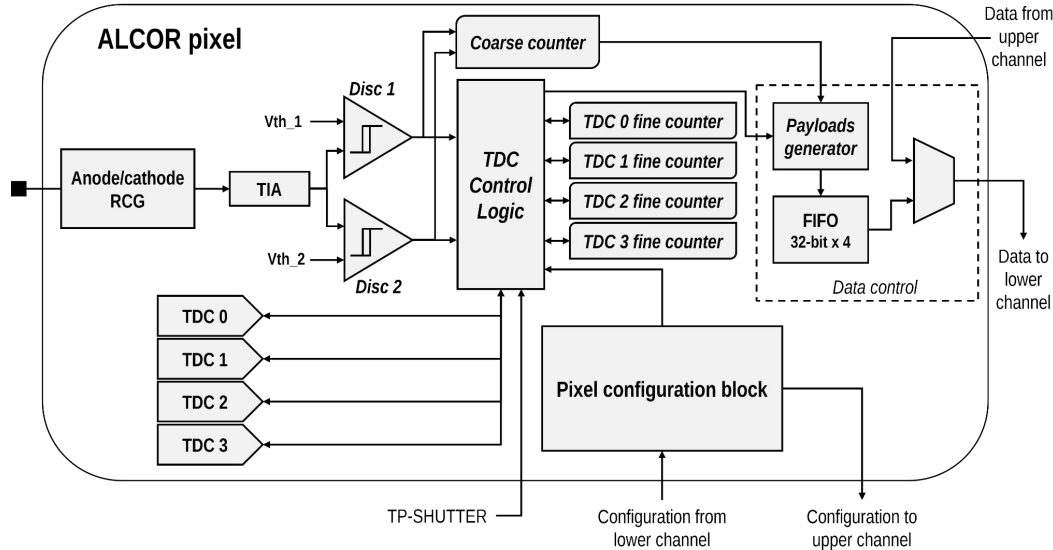 ALCOR pixel
Data from
upper
channel
Coarse counter
Disc 1
Vth_1
TDC 0 fine counter
Payloads
generator
TDC 1 fine counter
TDC
Control
Logic
Anode/cathode
RCG
TIA
TDC 2 fine counter
FIFO
32-bit x 4
TDC 3 fine counter
Vth_2
Disc 2
Data control
Data to
lower
channel
TDC 0
TDC 1
TDC 2
TDC 3
Pixel configuration block
TP-SHUTTER
Configuration from
lower channel
Configuration to
upper channel